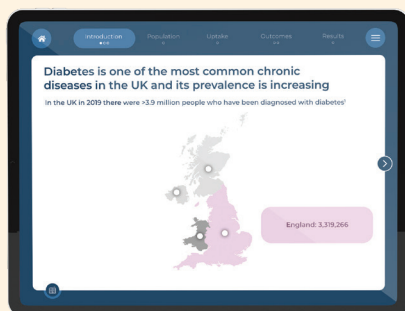 Introduction
Population
Uptake
Outcomes
Results
Diabetes is one of the most common chronic
diseases in the UK and its prevalence is increasing
In the UK in 2019 there were >3.9 million people who have been diagnosed with diabetes¹
England: 3,319,266